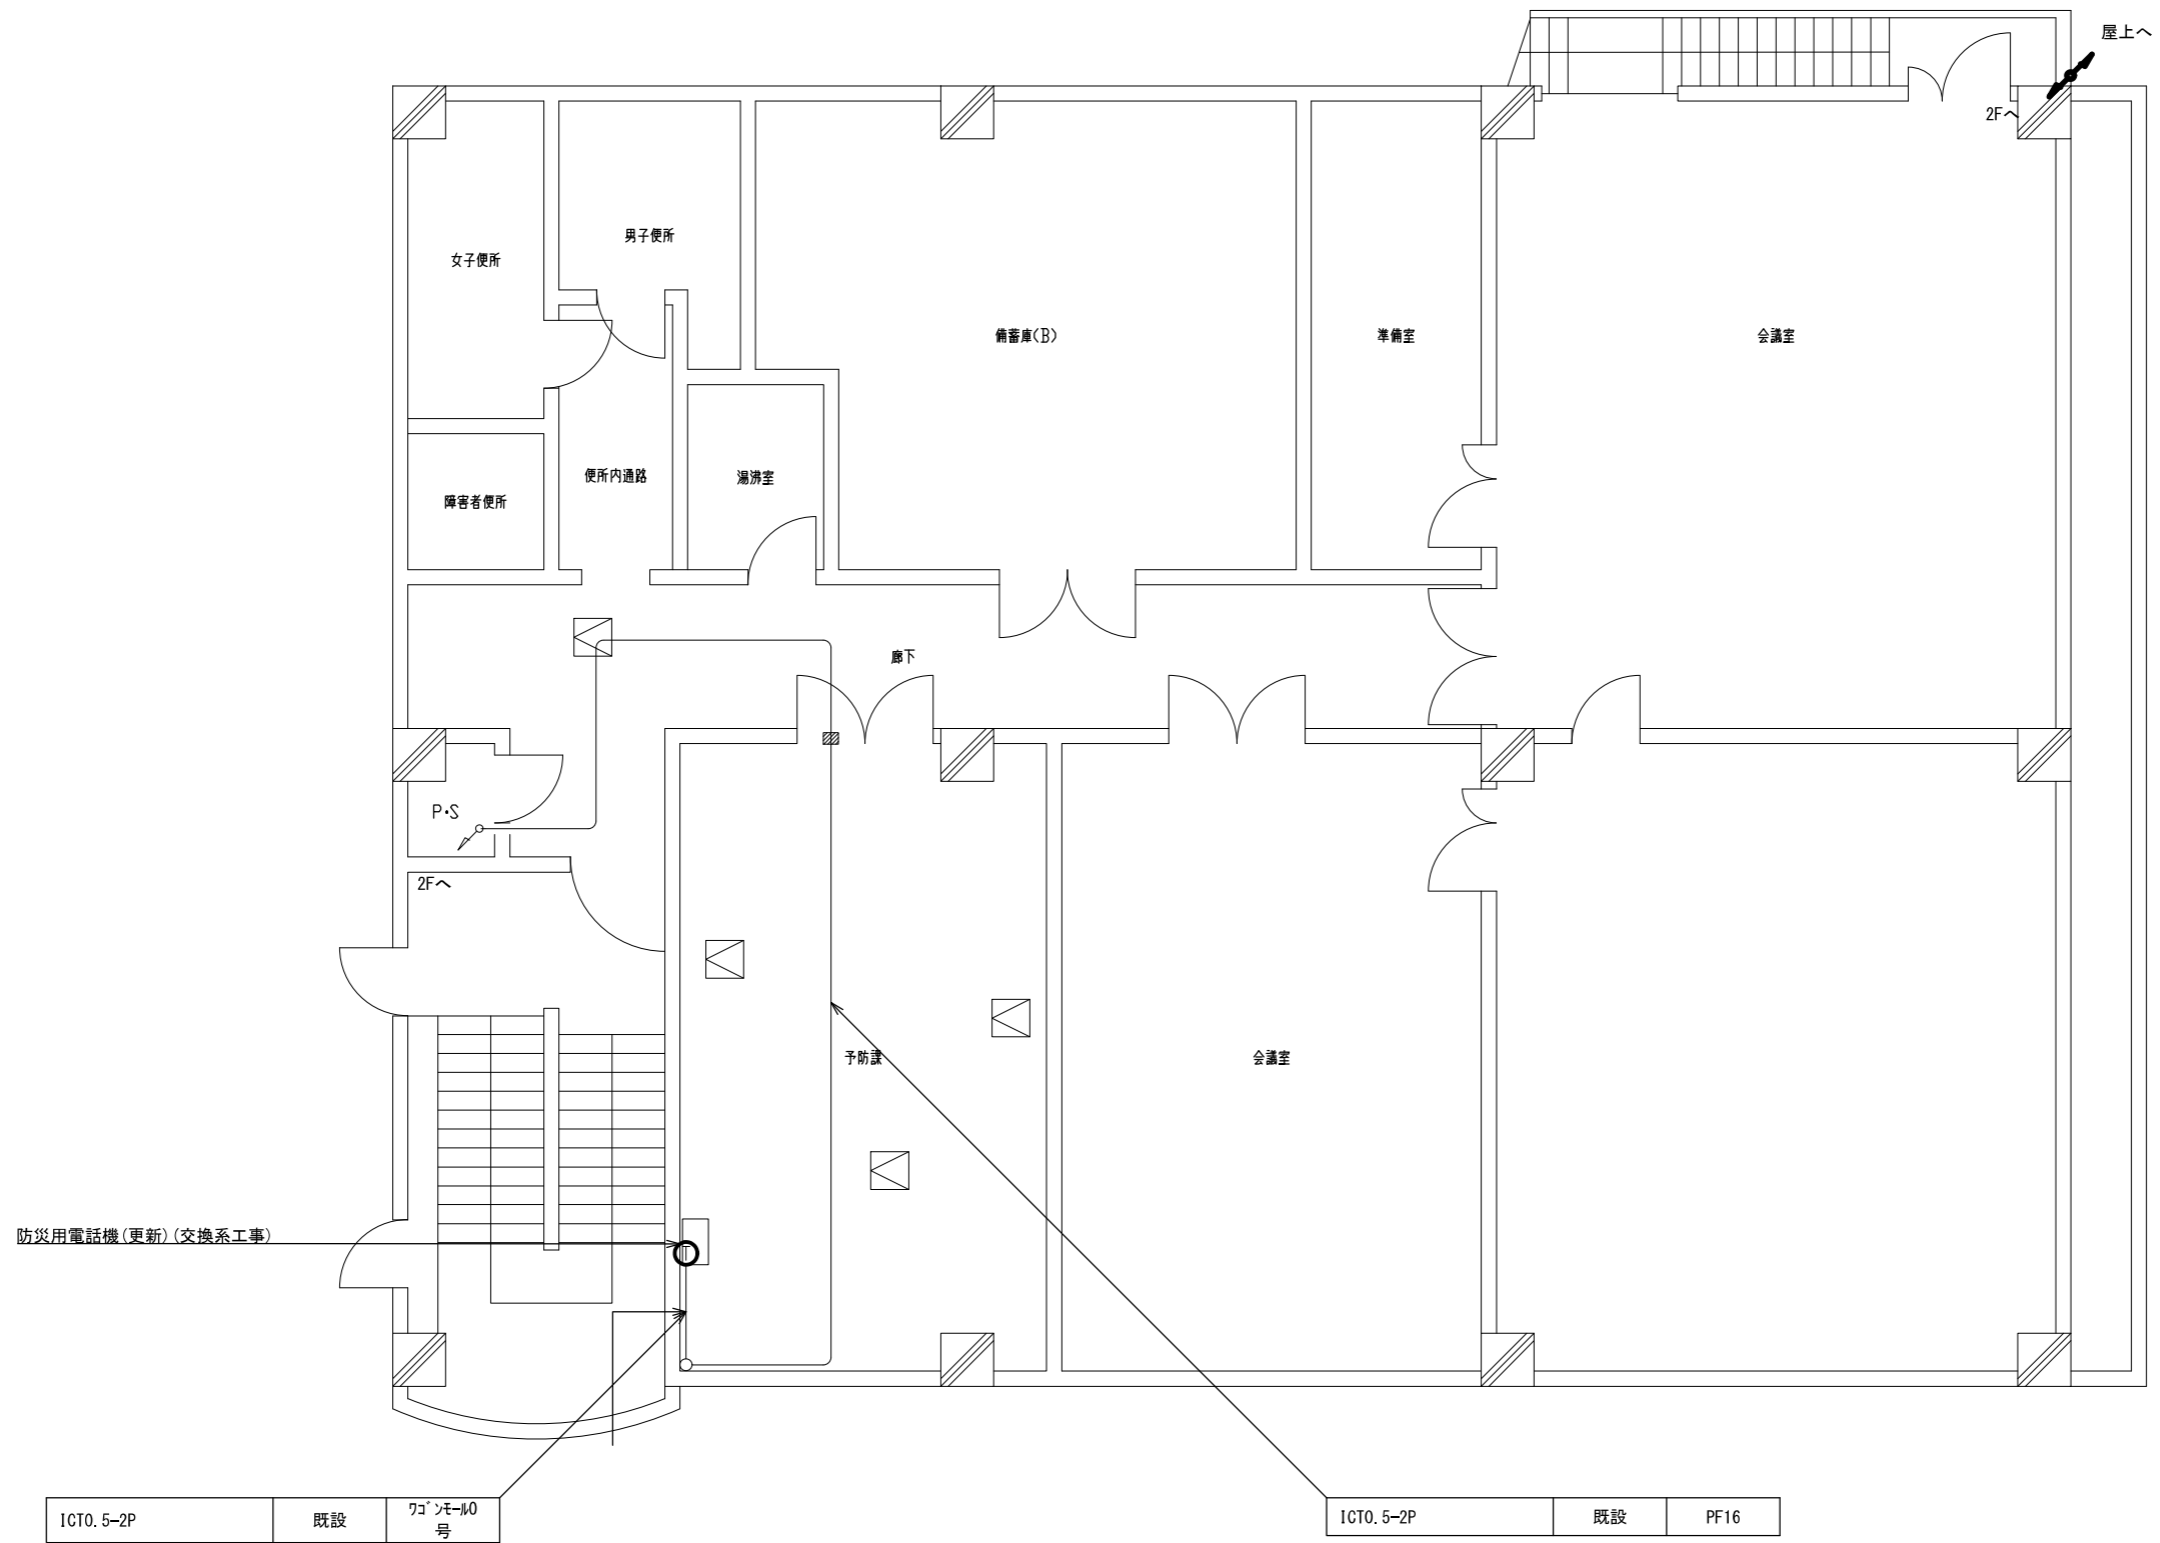 屋上へ
2Fへ
男子便所
女子便所
備蓄庫(B)
準備室
会議室
便所内通路
湯沸室
障害者便所
廊下
P・S
2Fへ
予防課
会議室
防災用電話機(更新)(交換系工事)
T
ICT0.5-2P
既設
ワゴンモール0
号
ICT0.5-2P
既設
PF16